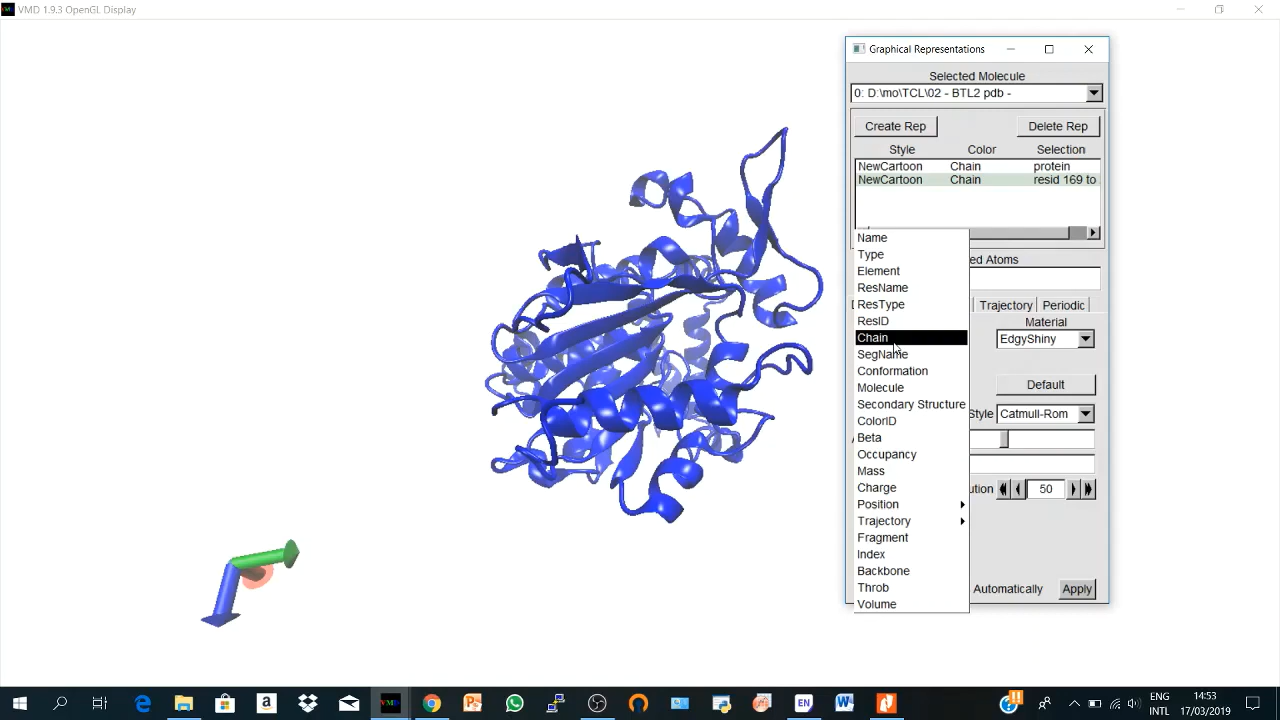 VMD 1.9.3 OpenGL Display
Graphical Representations
Selected Molecule
0: D:\mo\TCL\02 - BTL2 pdb -
Create Rep Delete Rep
Style Color Selection
NewCartoon Chain protein
NewCartoon Chain resid 169 to
Name
Type
ed Atoms
Element
ResName
ResType
Trajectory Periodic
ResID
Material
Chain
EdgyShiny
SegName
Conformation
Molecule
Default
Secondary Structure
Style Catmull-Rom
ColorID
Beta
Occupancy
Mass
Charge
ution 50
Position
Trajectory
Fragment
Index
Backbone
Throb
Automatically Apply
Volume
ENG
INTL
14:53
17/03/2019
EN